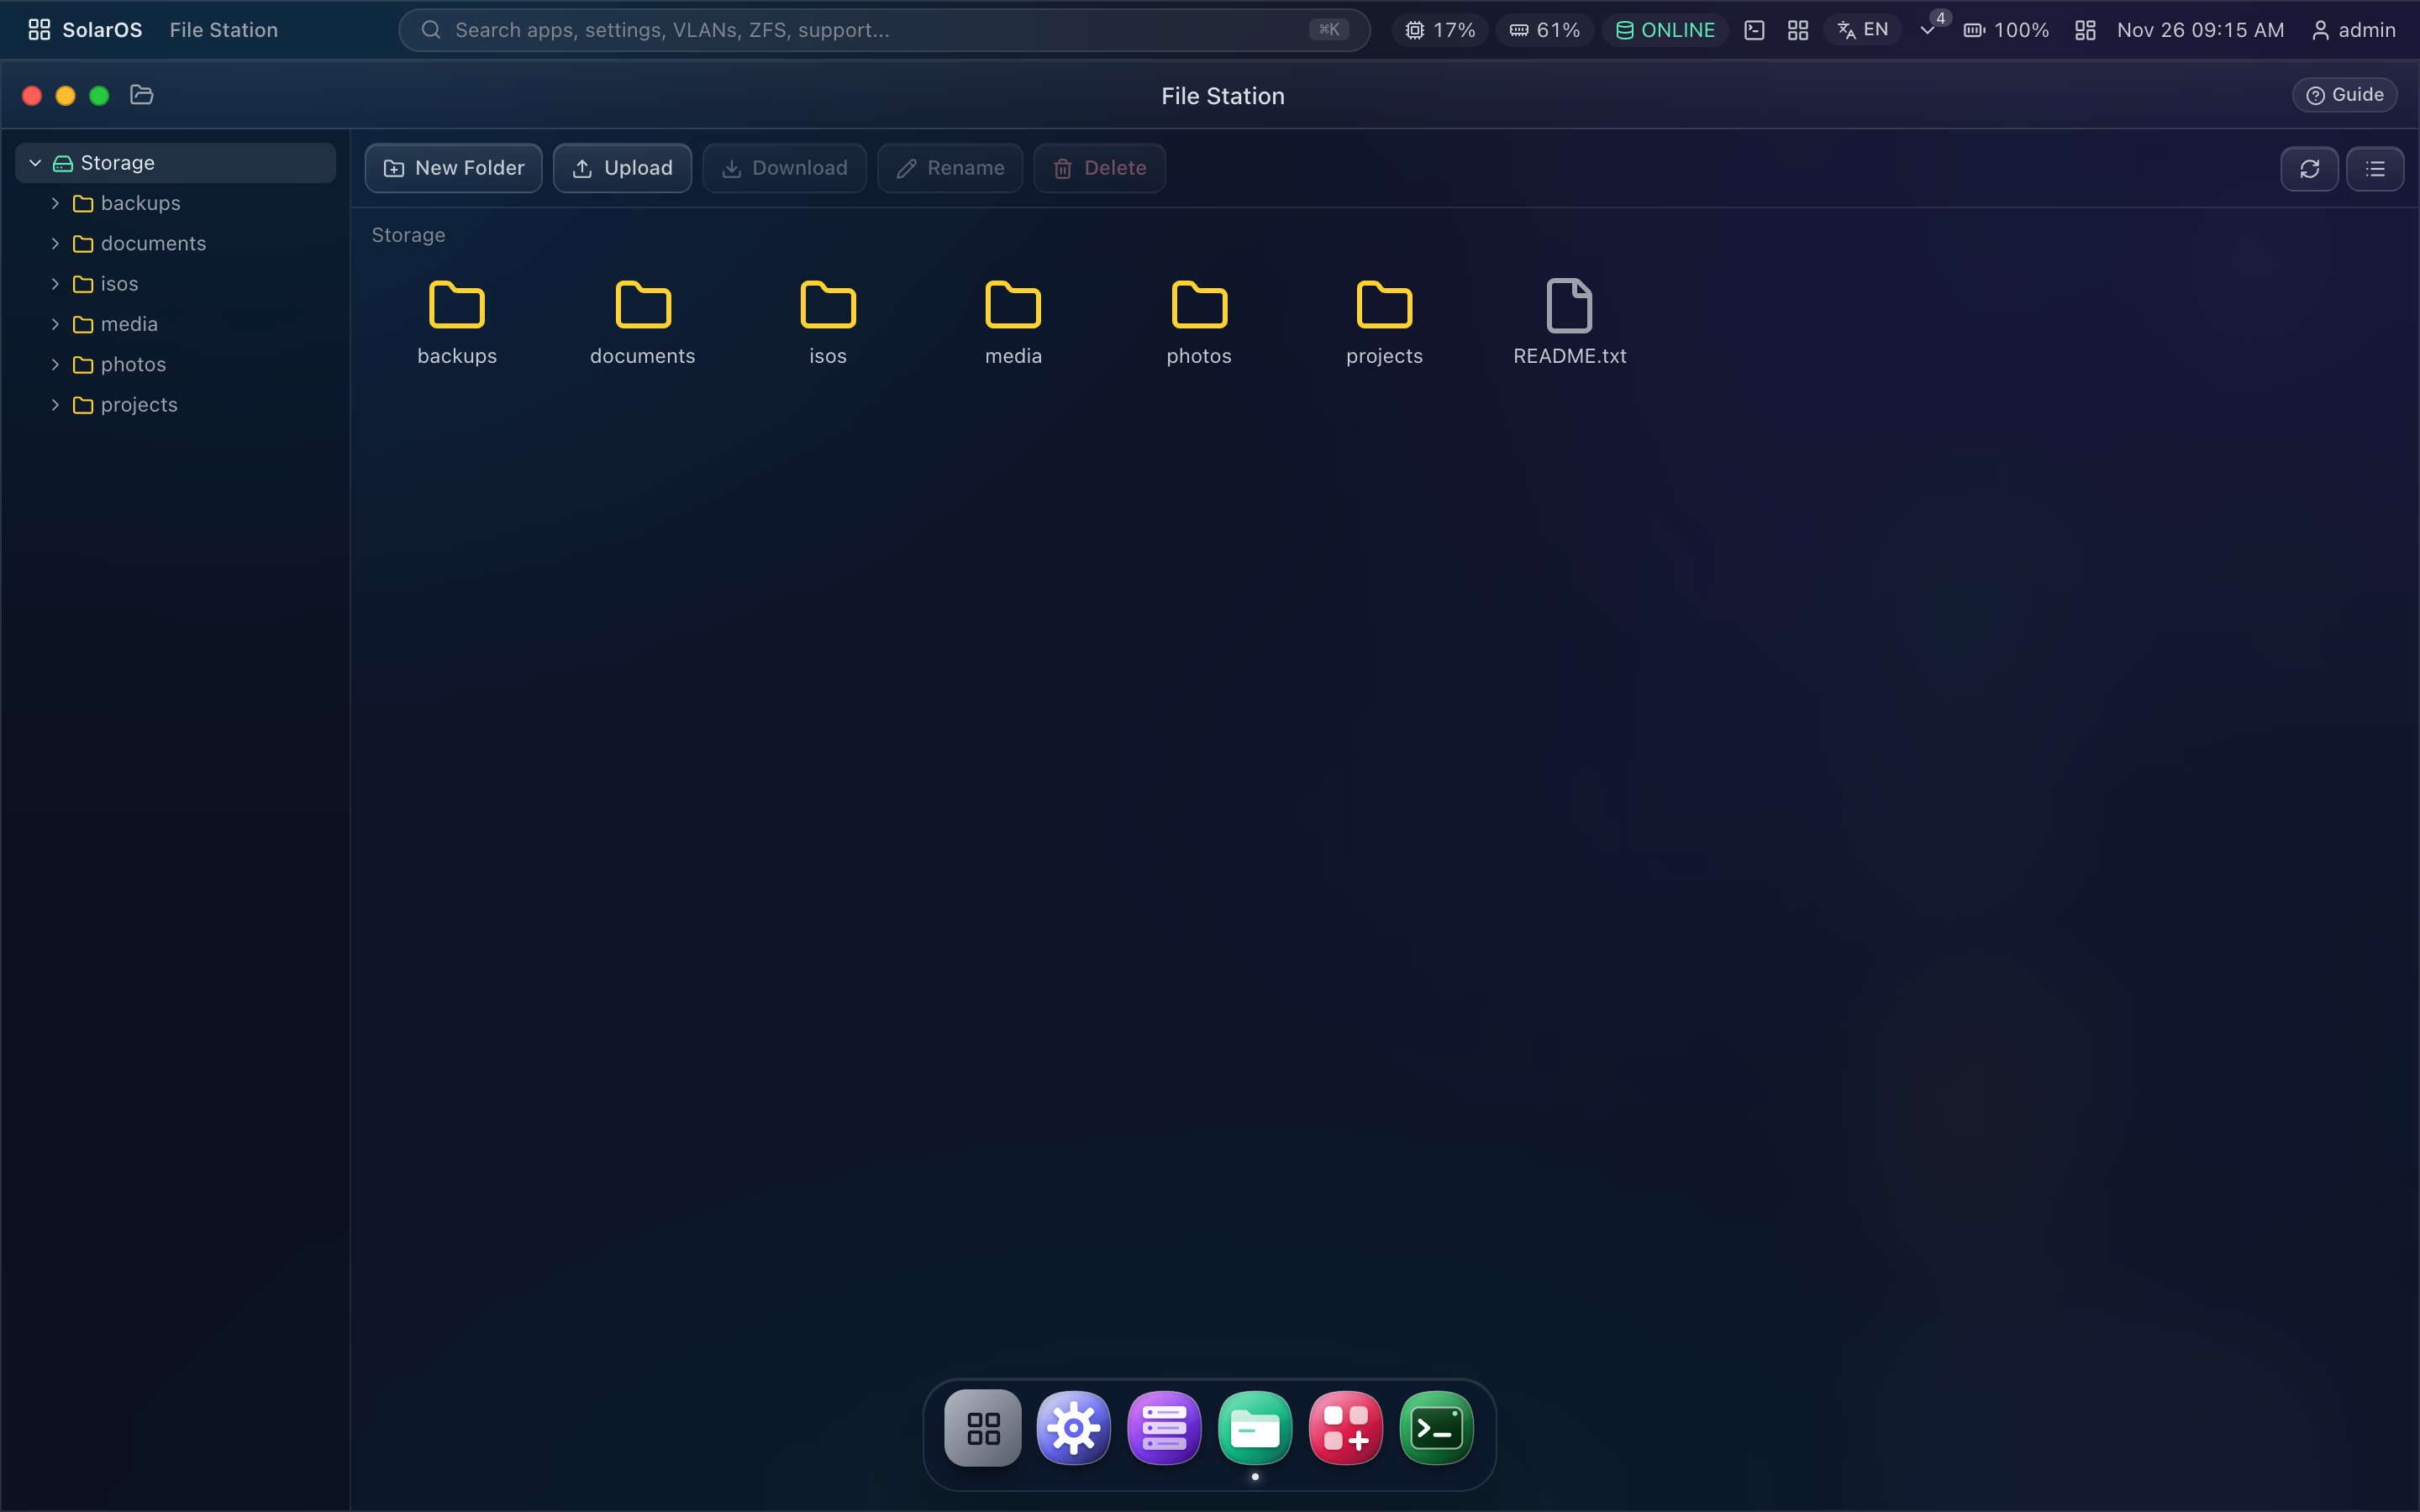 SolarOS File Station Search apps, settings, VLANs, ZFS, support... ⌘K 17% 61% ONLINE EN 4 100% Nov 26 09:15 AM admin
File Station Guide
Storage
backups
documents
isos
media
photos
projects
New Folder Upload Download Rename Delete
Storage
backups documents isos media photos projects README.txt